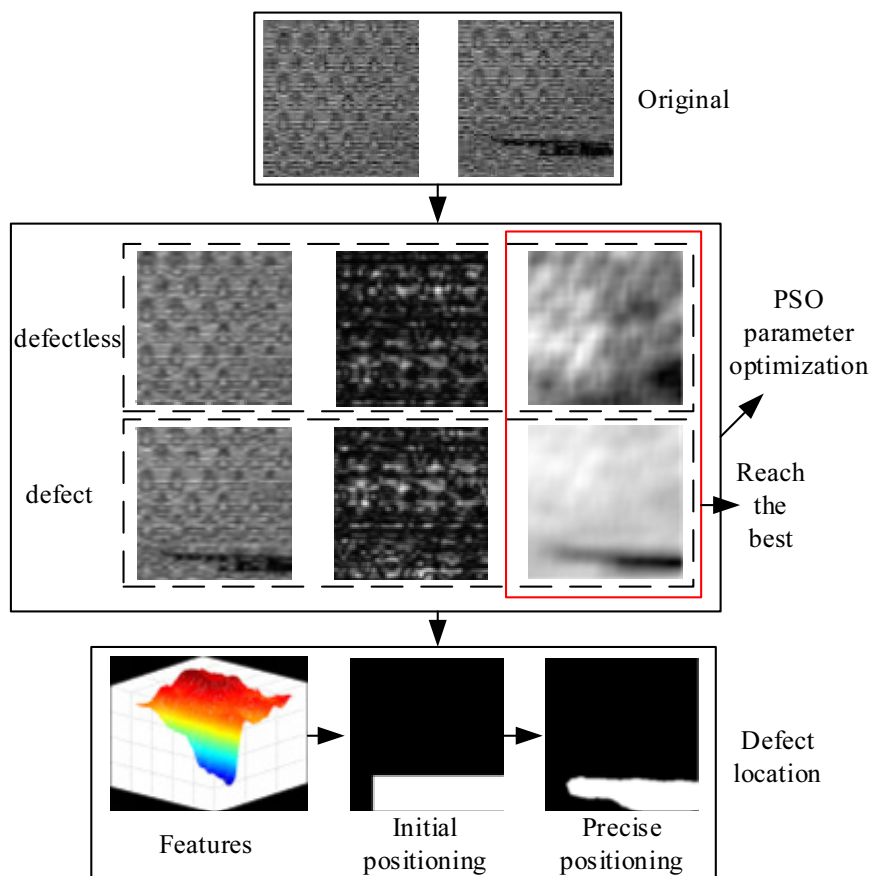 Original
defectless
defect
PSO
parameter
optimization
Reach
the
best
Features
Initial
positioning
Precise
positioning
Defect
location